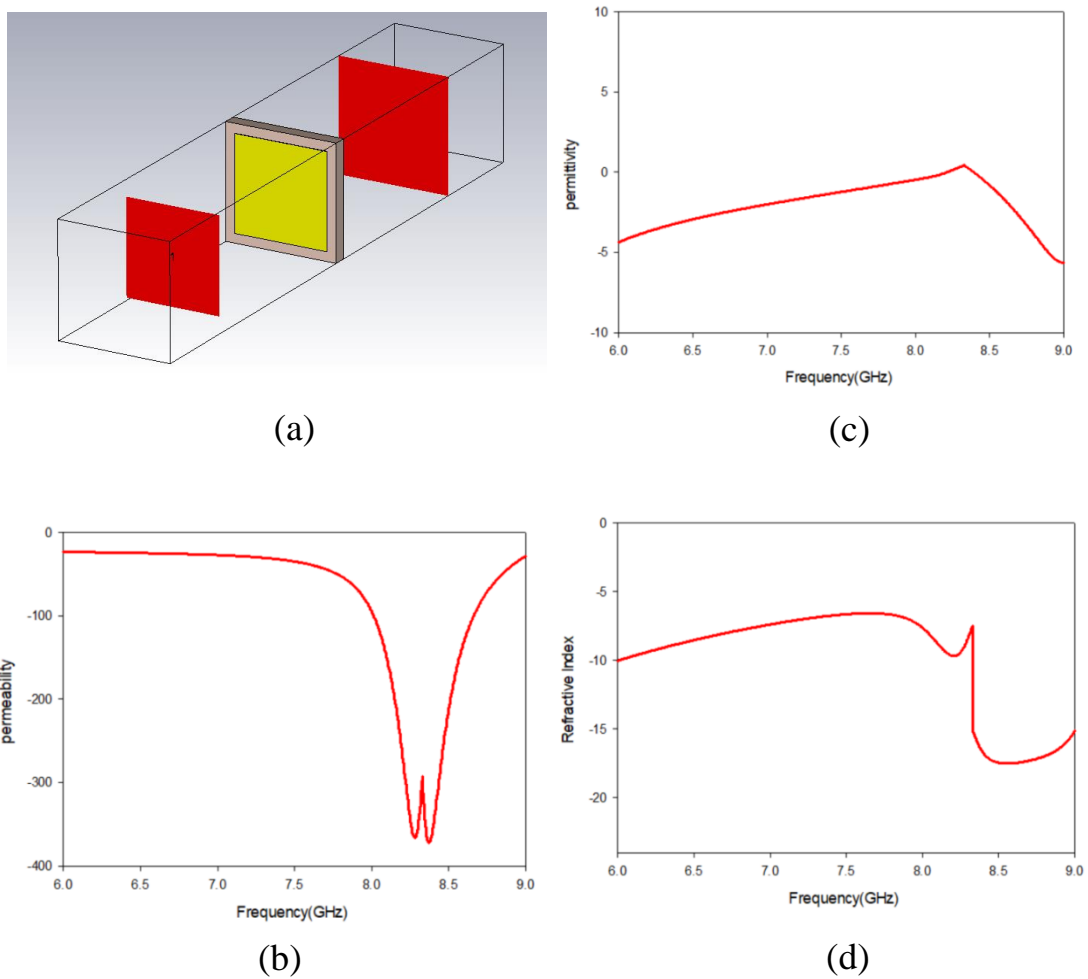 (a)
10
5
0
-5
-10
permittivity
6.0 6.5 7.0 7.5 8.0 8.5 9.0
Frequency(GHz)
(c)
0
-100
-200
-300
-400
permeability
6.0 6.5 7.0 7.5 8.0 8.5 9.0
Frequency(GHz)
(b)
0
-5
-10
-15
-20
Refractive Index
6.0 6.5 7.0 7.5 8.0 8.5 9.0
Frequency(GHz)
(d)